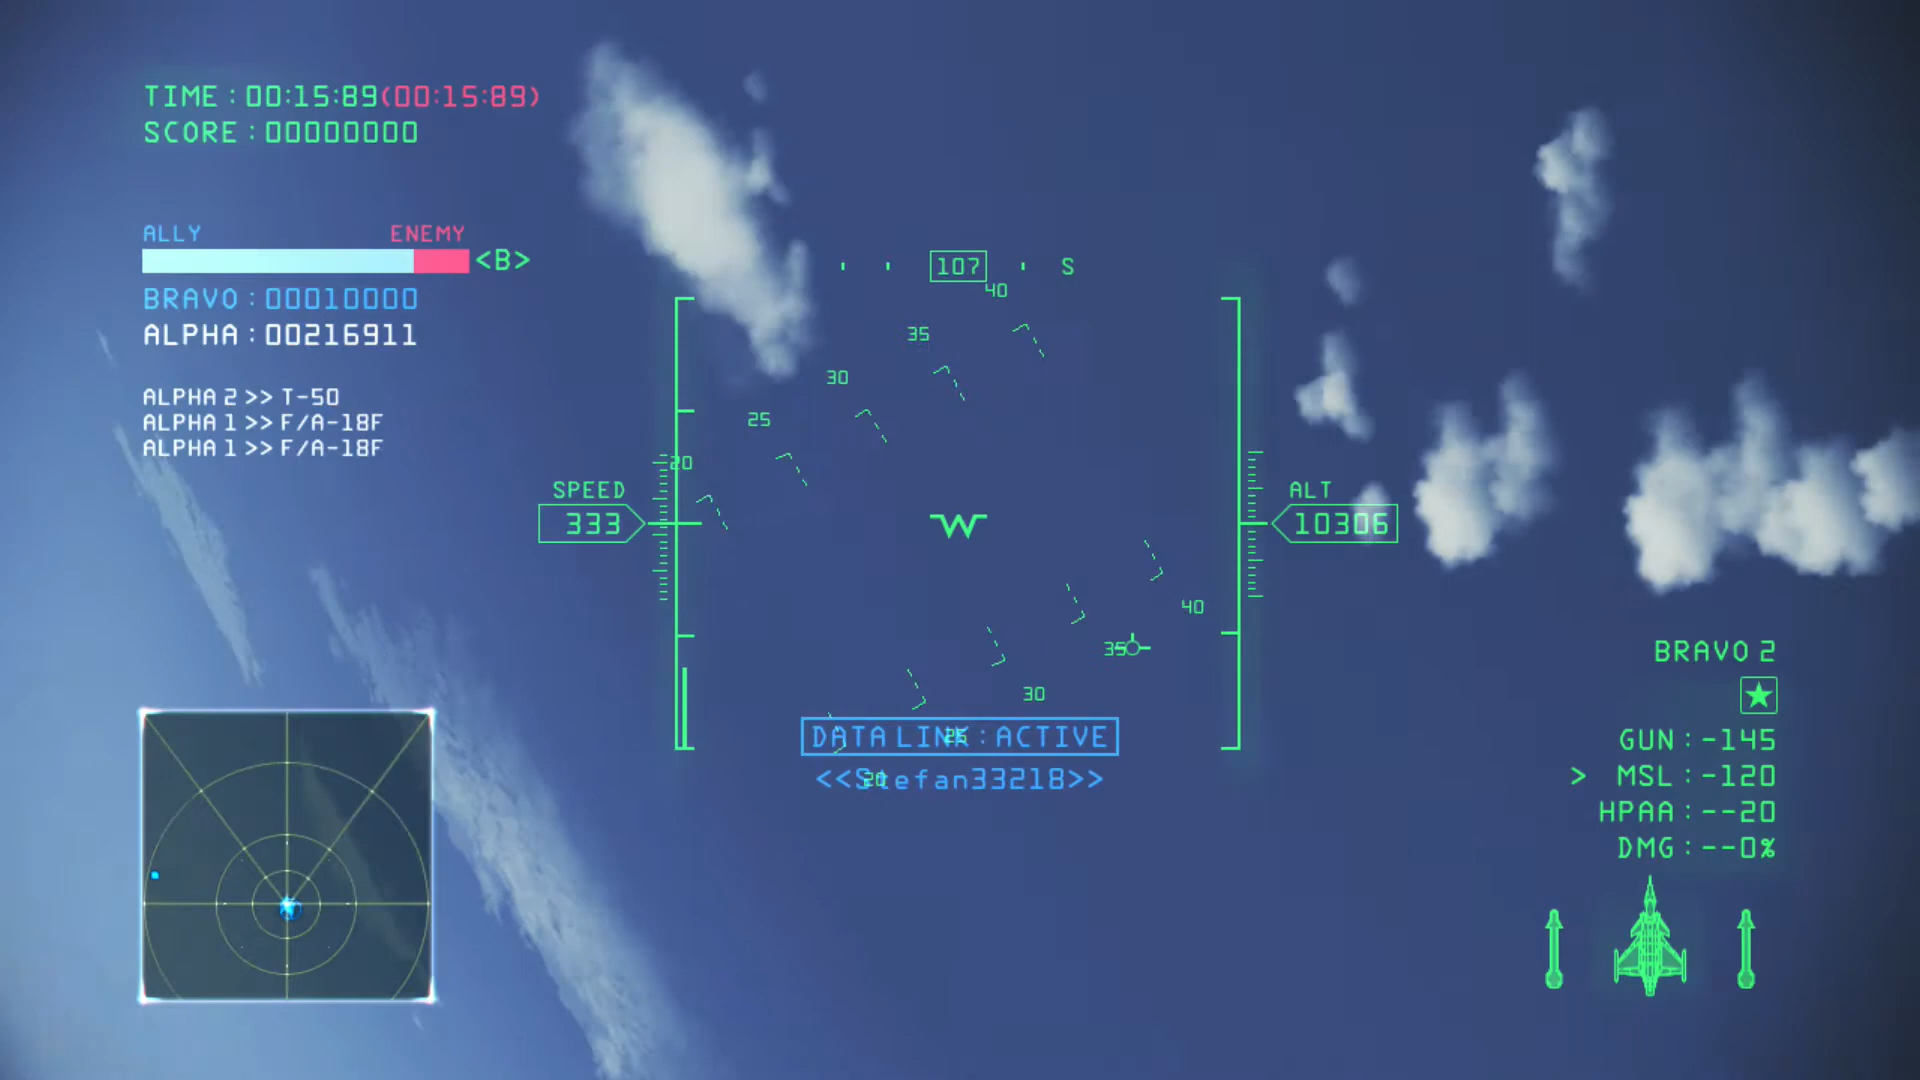 TIME : 00:15:89(00:15:89)
SCORE : 00000000
ALLY ENEMY
<B>
BRAVO : 00010000
ALPHA : 00216911
ALPHA 2 >> T-50
ALPHA 1 >> F/A-18F
ALPHA 1 >> F/A-18F
107 S
40
35
30
25
20
SPEED
333
ALT
10306
40
35
30
25
20
DATA LINK : ACTIVE
<<Stefan33218>>
BRAVO 2
GUN : -145
> MSL : -120
HPAA : --20
DMG : --0%